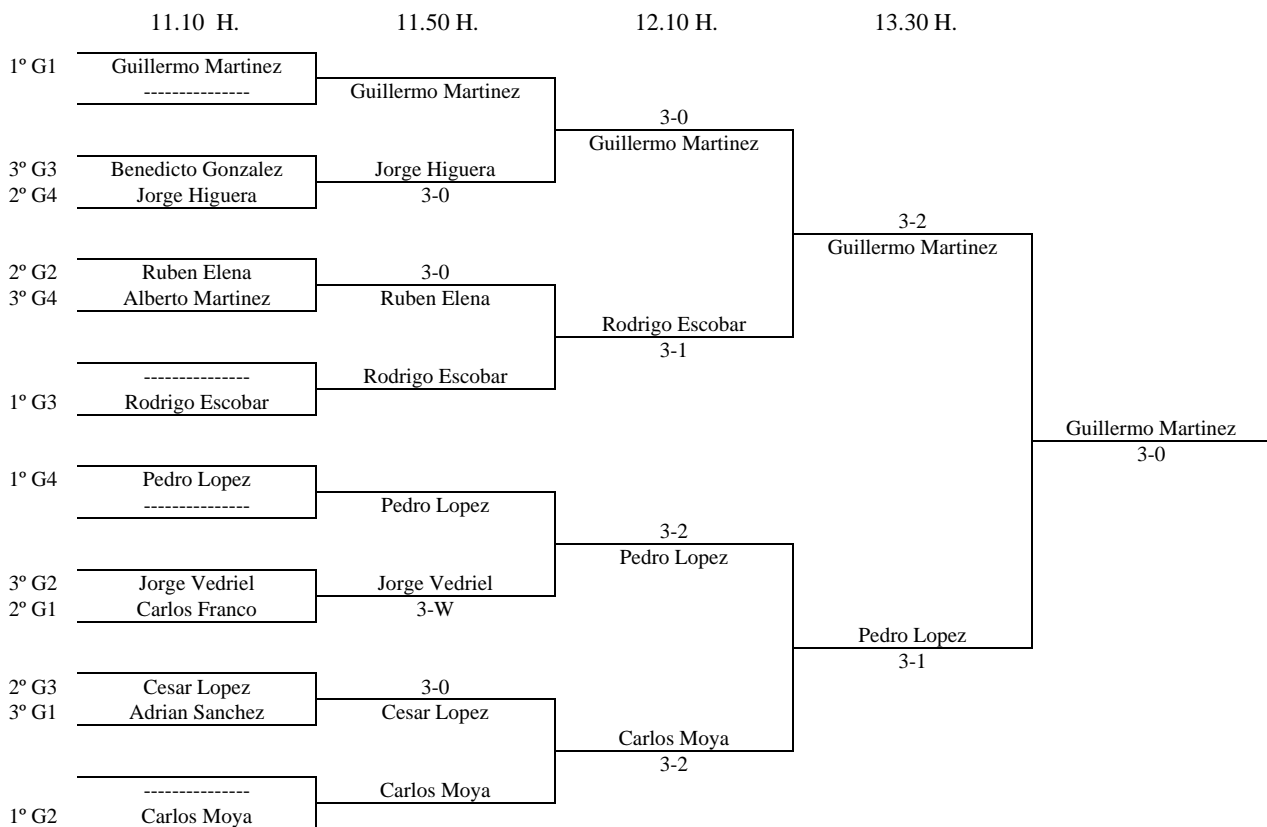 11.10 H. 11.50 H. 12.10 H. 13.30 H.
1º G1 Guillermo Martinez
--------------- Guillermo Martinez
3-0
Guillermo Martinez
3º G3 Benedicto Gonzalez Jorge Higuera
2º G4 Jorge Higuera 3-0
3-2
Guillermo Martinez
2º G2 Ruben Elena 3-0
3º G4 Alberto Martinez Ruben Elena
Rodrigo Escobar
3-1
--------------- Rodrigo Escobar
1º G3 Rodrigo Escobar
Guillermo Martinez
3-0
1º G4 Pedro Lopez
--------------- Pedro Lopez
3-2
Pedro Lopez
3º G2 Jorge Vedriel Jorge Vedriel
2º G1 Carlos Franco 3-W
Pedro Lopez
3-1
2º G3 Cesar Lopez 3-0
3º G1 Adrian Sanchez Cesar Lopez
Carlos Moya
3-2
--------------- Carlos Moya
1º G2 Carlos Moya